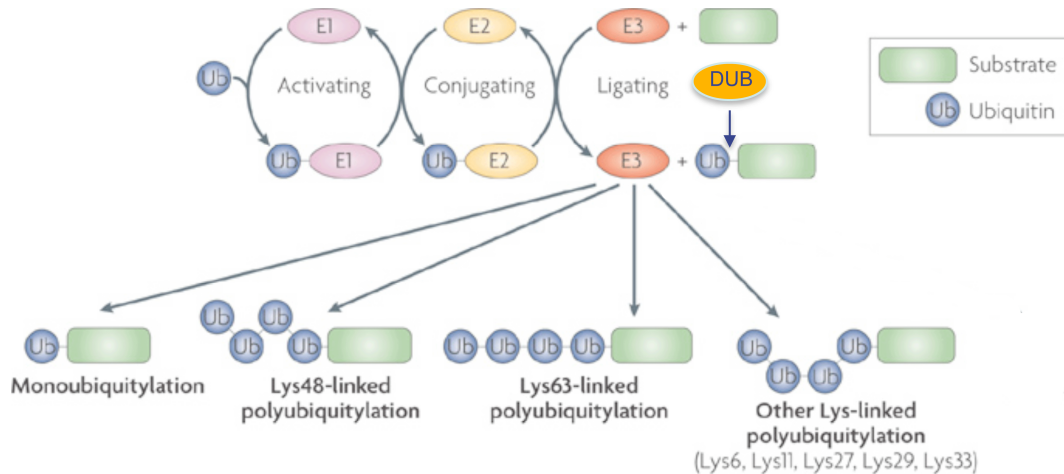 E1
E2
E3 +
Ub
Activating
Conjugating
Ligating
DUB
Substrate
Ub Ubiquitin
Ub E1
Ub E2
E3 + Ub
Ub
Monoubiquitylation
Ub Ub Ub Ub
Lys48-linked
polyubiquitylation
Ub Ub Ub Ub
Lys63-linked
polyubiquitylation
Ub Ub Ub Ub
Other Lys-linked
polyubiquitylation
(Lys6, Lys11, Lys27, Lys29, Lys33)